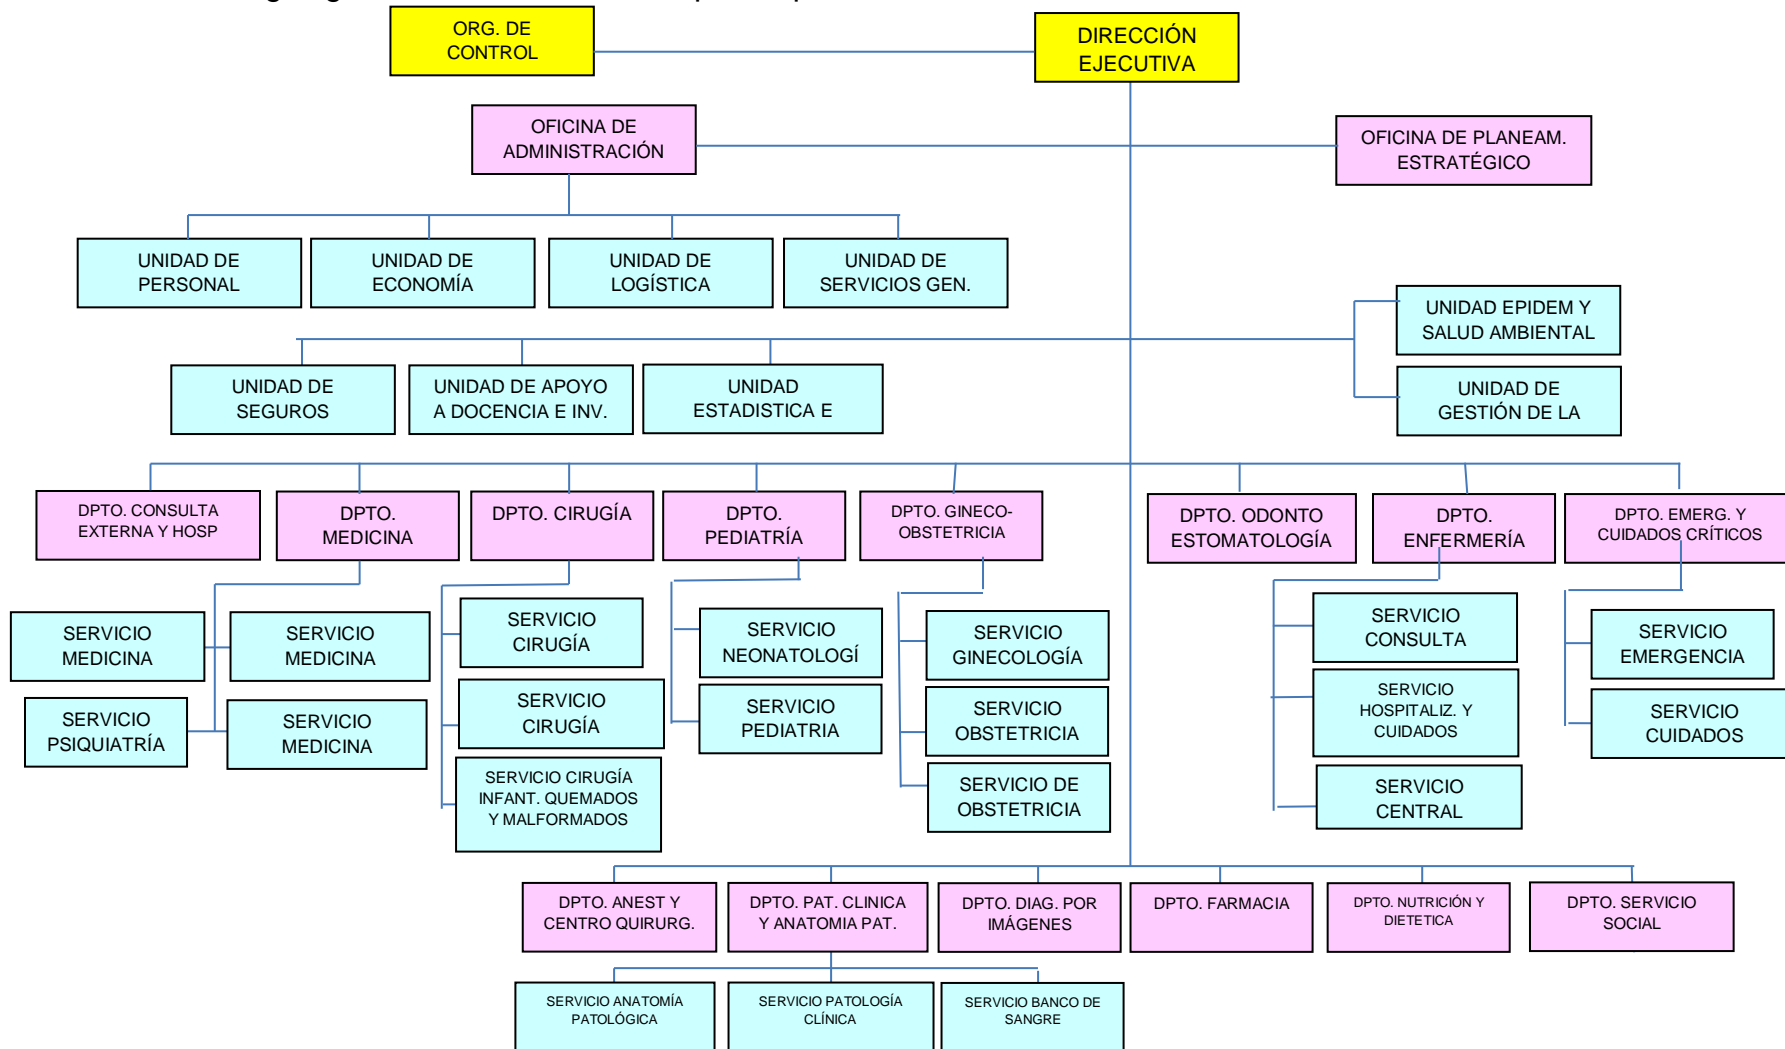 ORG. DE
CONTROL
DIRECCIÓN
EJECUTIVA
OFICINA DE
ADMINISTRACIÓN
OFICINA DE PLANEAM.
ESTRATÉGICO
UNIDAD DE
PERSONAL
UNIDAD DE
ECONOMÍA
UNIDAD DE
LOGÍSTICA
UNIDAD DE
SERVICIOS GEN.
UNIDAD EPIDEM Y
SALUD AMBIENTAL
UNIDAD DE
SEGUROS
UNIDAD DE APOYO
A DOCENCIA E INV.
UNIDAD
ESTADISTICA E
UNIDAD DE
GESTIÓN DE LA
DPTO. CONSULTA
EXTERNA Y HOSP
DPTO.
MEDICINA
DPTO. CIRUGÍA
DPTO.
PEDIATRÍA
DPTO. GINECO-
OBSTETRICIA
DPTO. ODONTO
ESTOMATOLOGÍA
DPTO.
ENFERMERÍA
DPTO. EMERG. Y
CUIDADOS CRÍTICOS
SERVICIO
MEDICINA
SERVICIO
MEDICINA
SERVICIO
CIRUGÍA
SERVICIO
NEONATOLOGÍ
SERVICIO
GINECOLOGÍA
SERVICIO
CONSULTA
SERVICIO
EMERGENCIA
SERVICIO
PSIQUIATRÍA
SERVICIO
MEDICINA
SERVICIO
CIRUGÍA
SERVICIO
PEDIATRIA
SERVICIO
OBSTETRICIA
SERVICIO
HOSPITALIZ. Y
CUIDADOS
SERVICIO
CUIDADOS
SERVICIO CIRUGÍA
INFANT. QUEMADOS
Y MALFORMADOS
SERVICIO DE
OBSTETRICIA
SERVICIO
CENTRAL
DPTO. ANEST Y
CENTRO QUIRURG.
DPTO. PAT. CLINICA
Y ANATOMIA PAT.
DPTO. DIAG. POR
IMÁGENES
DPTO. FARMACIA
DPTO. NUTRICIÓN Y
DIETETICA
DPTO. SERVICIO
SOCIAL
SERVICIO ANATOMÍA
PATOLÓGICA
SERVICIO PATOLOGÍA
CLÍNICA
SERVICIO BANCO DE
SANGRE